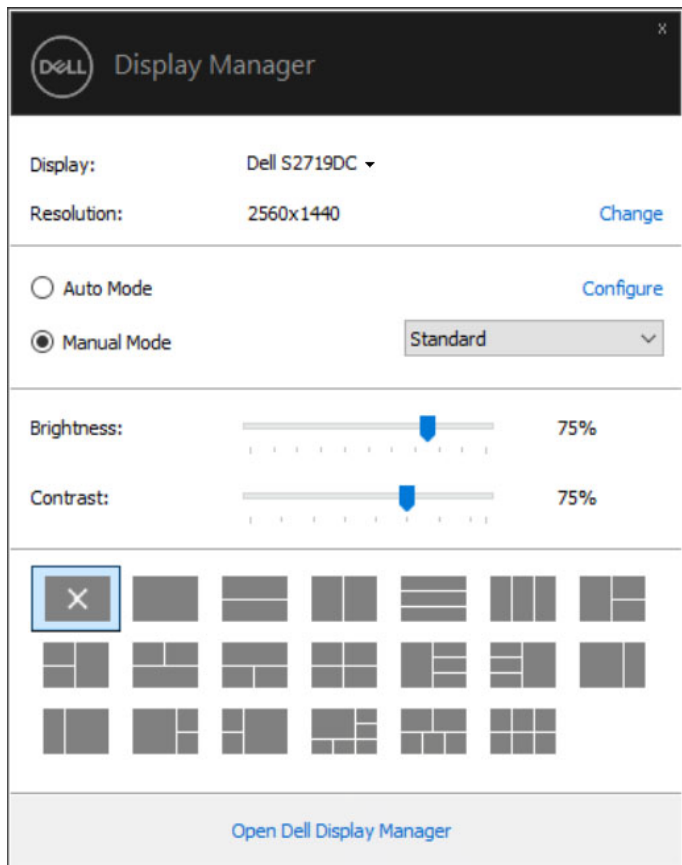 x
DELL Display Manager
Display: Dell S2719DC
Resolution: 2560x1440 Change
Auto Mode Configure
Manual Mode Standard
Brightness: 75%
Contrast: 75%
Open Dell Display Manager